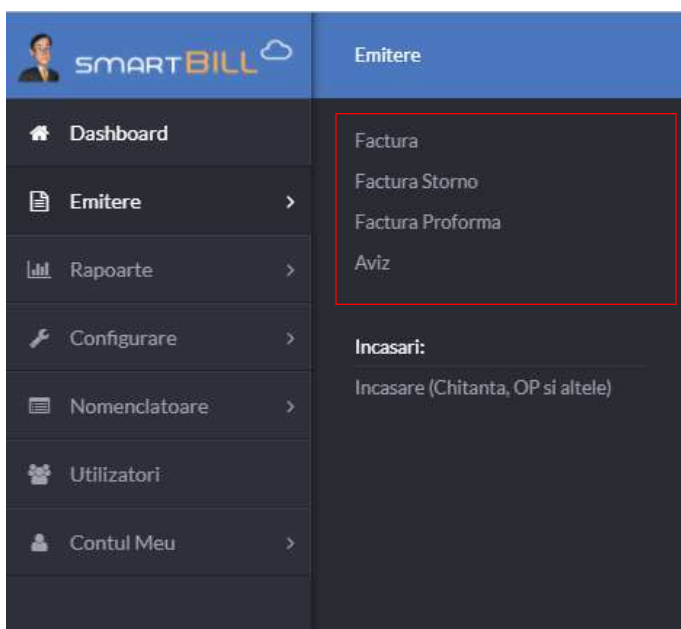 smartBILL
Dashboard
Emitere
Rapoarte
Configurare
Nomenclatoare
Utilizatori
Contul Meu
Emitere
Factura
Factura Storno
Factura Proforma
Aviz
Incasari:
Incasare (Chitanta, OP si altele)